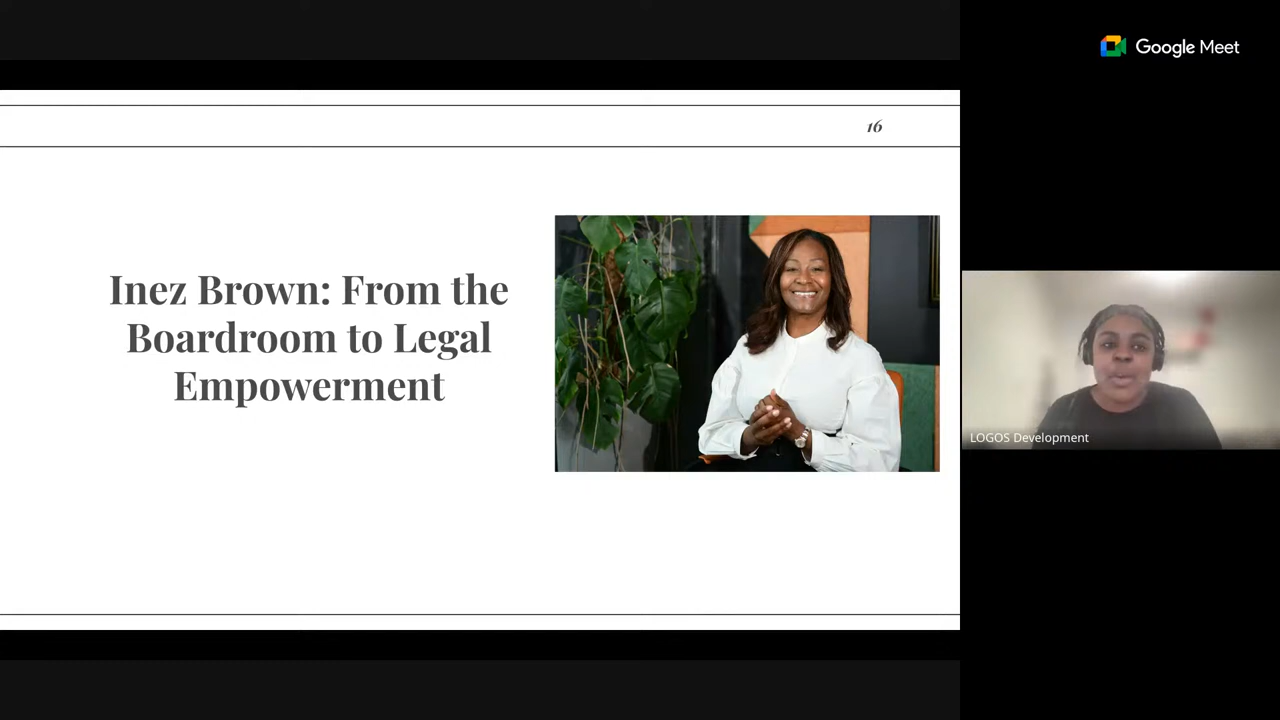 Google Meet
16
Inez Brown: From the
Boardroom to Legal
Empowerment
LOGOS Development